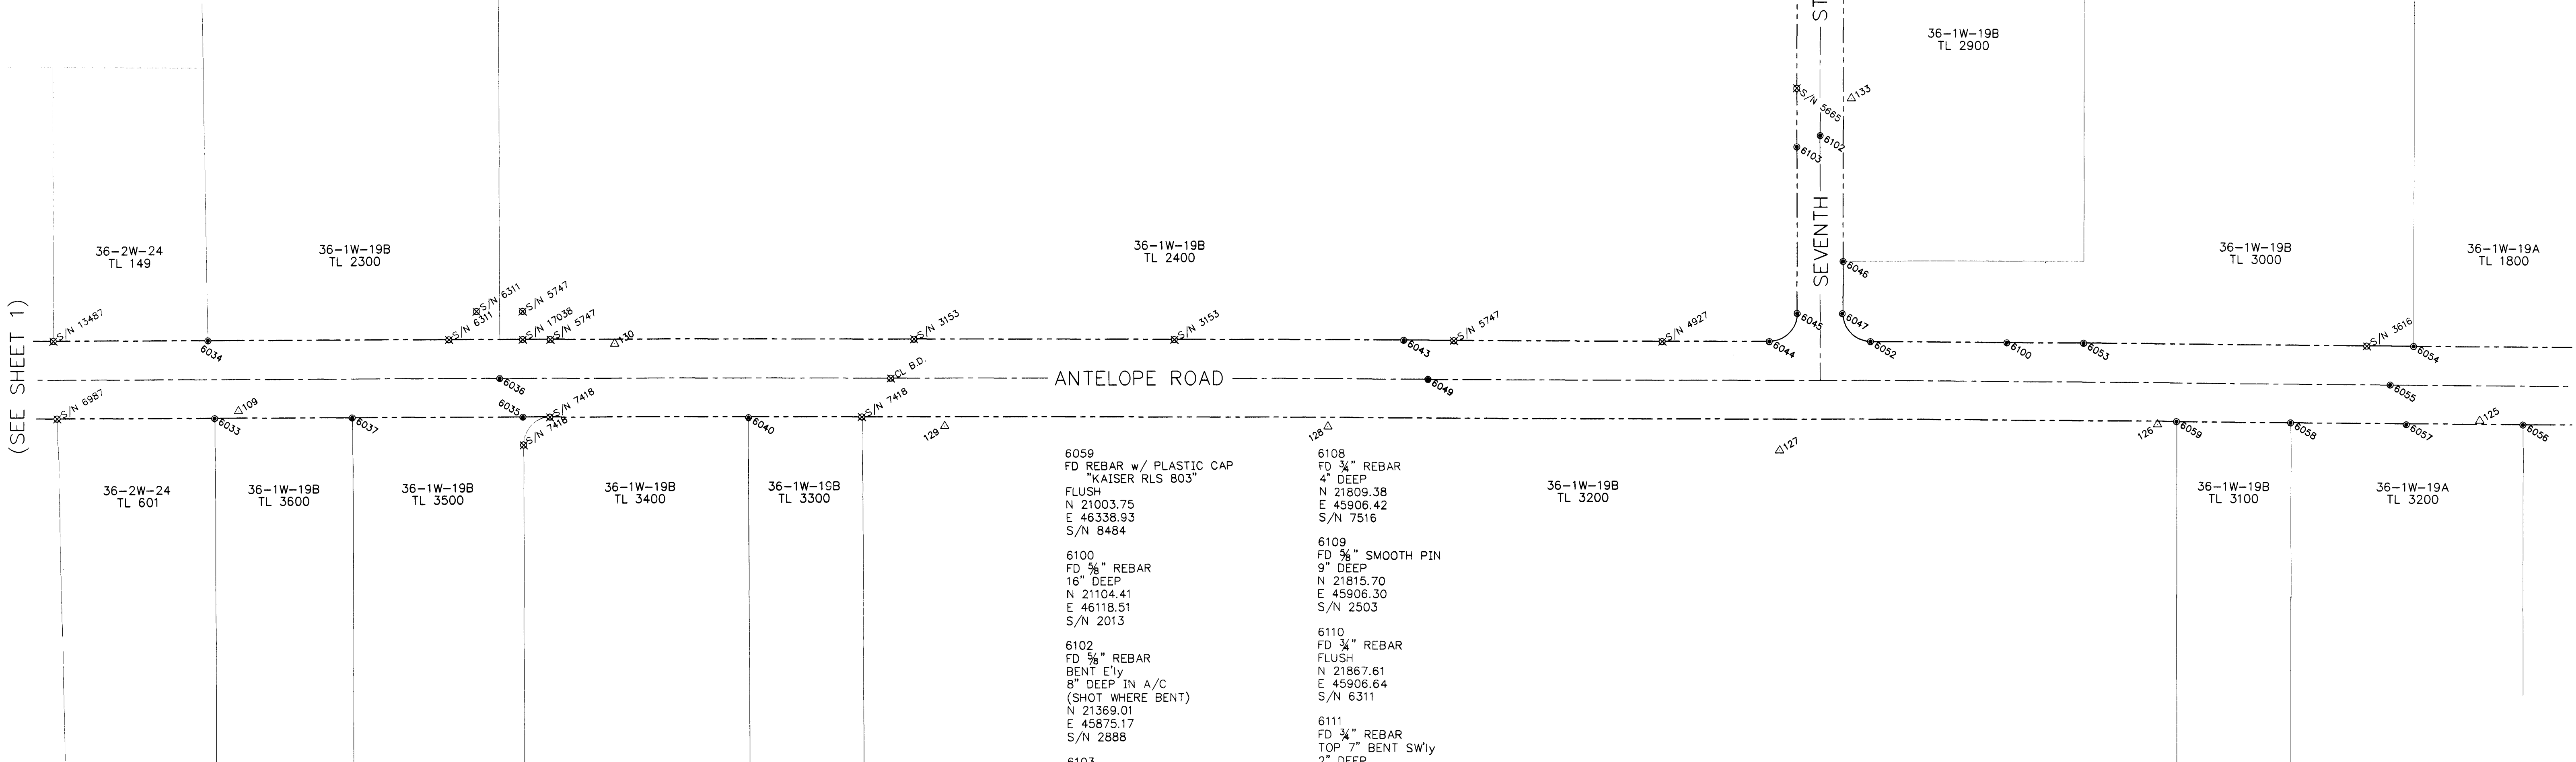 ST
36-1W-19B
TL 2900
S/N 5665
133
6102
6103
SEVENTH
36-2W-24
TL 149
36-1W-19B
TL 2300
36-1W-19B
TL 2400
36-1W-19B
TL 3000
36-1W-19A
TL 1800
6046
(SEE SHEET 1)
S/N 13487
6034
S/N 6311
S/N 6311
S/N 5747
S/N 17038
S/N 5747
130
S/N 3153
S/N 3153
6043
S/N 5747
S/N 4927
6044
6045
6047
6052
6100
6053
S/N 3616
6054
6036
CL B.D.
ANTELOPE ROAD
6049
6055
S/N 6987
6033
109
6037
6035
S/N 7418
S/N 7418
6040
S/N 7418
129
128
127
126
6059
6058
6057
125
6056
36-2W-24
TL 601
36-1W-19B
TL 3600
36-1W-19B
TL 3500
36-1W-19B
TL 3400
36-1W-19B
TL 3300
36-1W-19B
TL 3200
36-1W-19B
TL 3100
36-1W-19A
TL 3200
6059
FD REBAR w/ PLASTIC CAP
"KAISER RLS 803"
FLUSH
N 21003.75
E 46338.93
S/N 8484
6100
FD 5/8" REBAR
16" DEEP
N 21104.41
E 46118.51
S/N 2013
6102
FD 5/8" REBAR
BENT E'ly
8" DEEP IN A/C
(SHOT WHERE BENT)
N 21369.01
E 45875.17
S/N 2888
6103
6108
FD 3/4" REBAR
4" DEEP
N 21809.38
E 45906.42
S/N 7516
6109
FD 5/8" SMOOTH PIN
9" DEEP
N 21815.70
E 45906.30
S/N 2503
6110
FD 3/4" REBAR
FLUSH
N 21867.61
E 45906.64
S/N 6311
6111
FD 3/4" REBAR
TOP 7" BENT SW'ly
2" DEEP